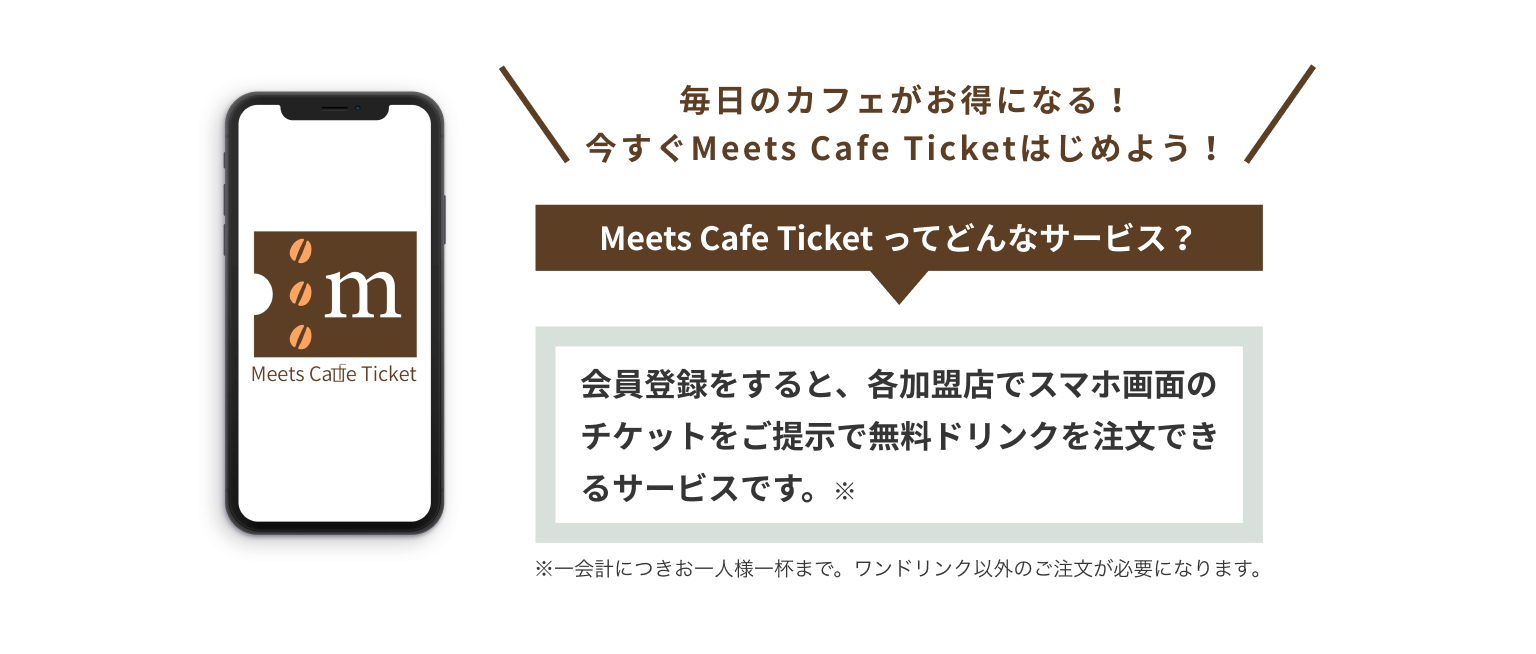 毎日のカフェがお得になる！
今すぐMeets Cafe Ticketはじめよう！
Meets Cafe Ticket ってどんなサービス？
会員登録をすると、各加盟店でスマホ画面の
チケットをご提示で無料ドリンクを注文でき
るサービスです。※
※一会計につきお一人様一杯まで。ワンドリンク以外のご注文が必要になります。
m
Meets Cafe Ticket